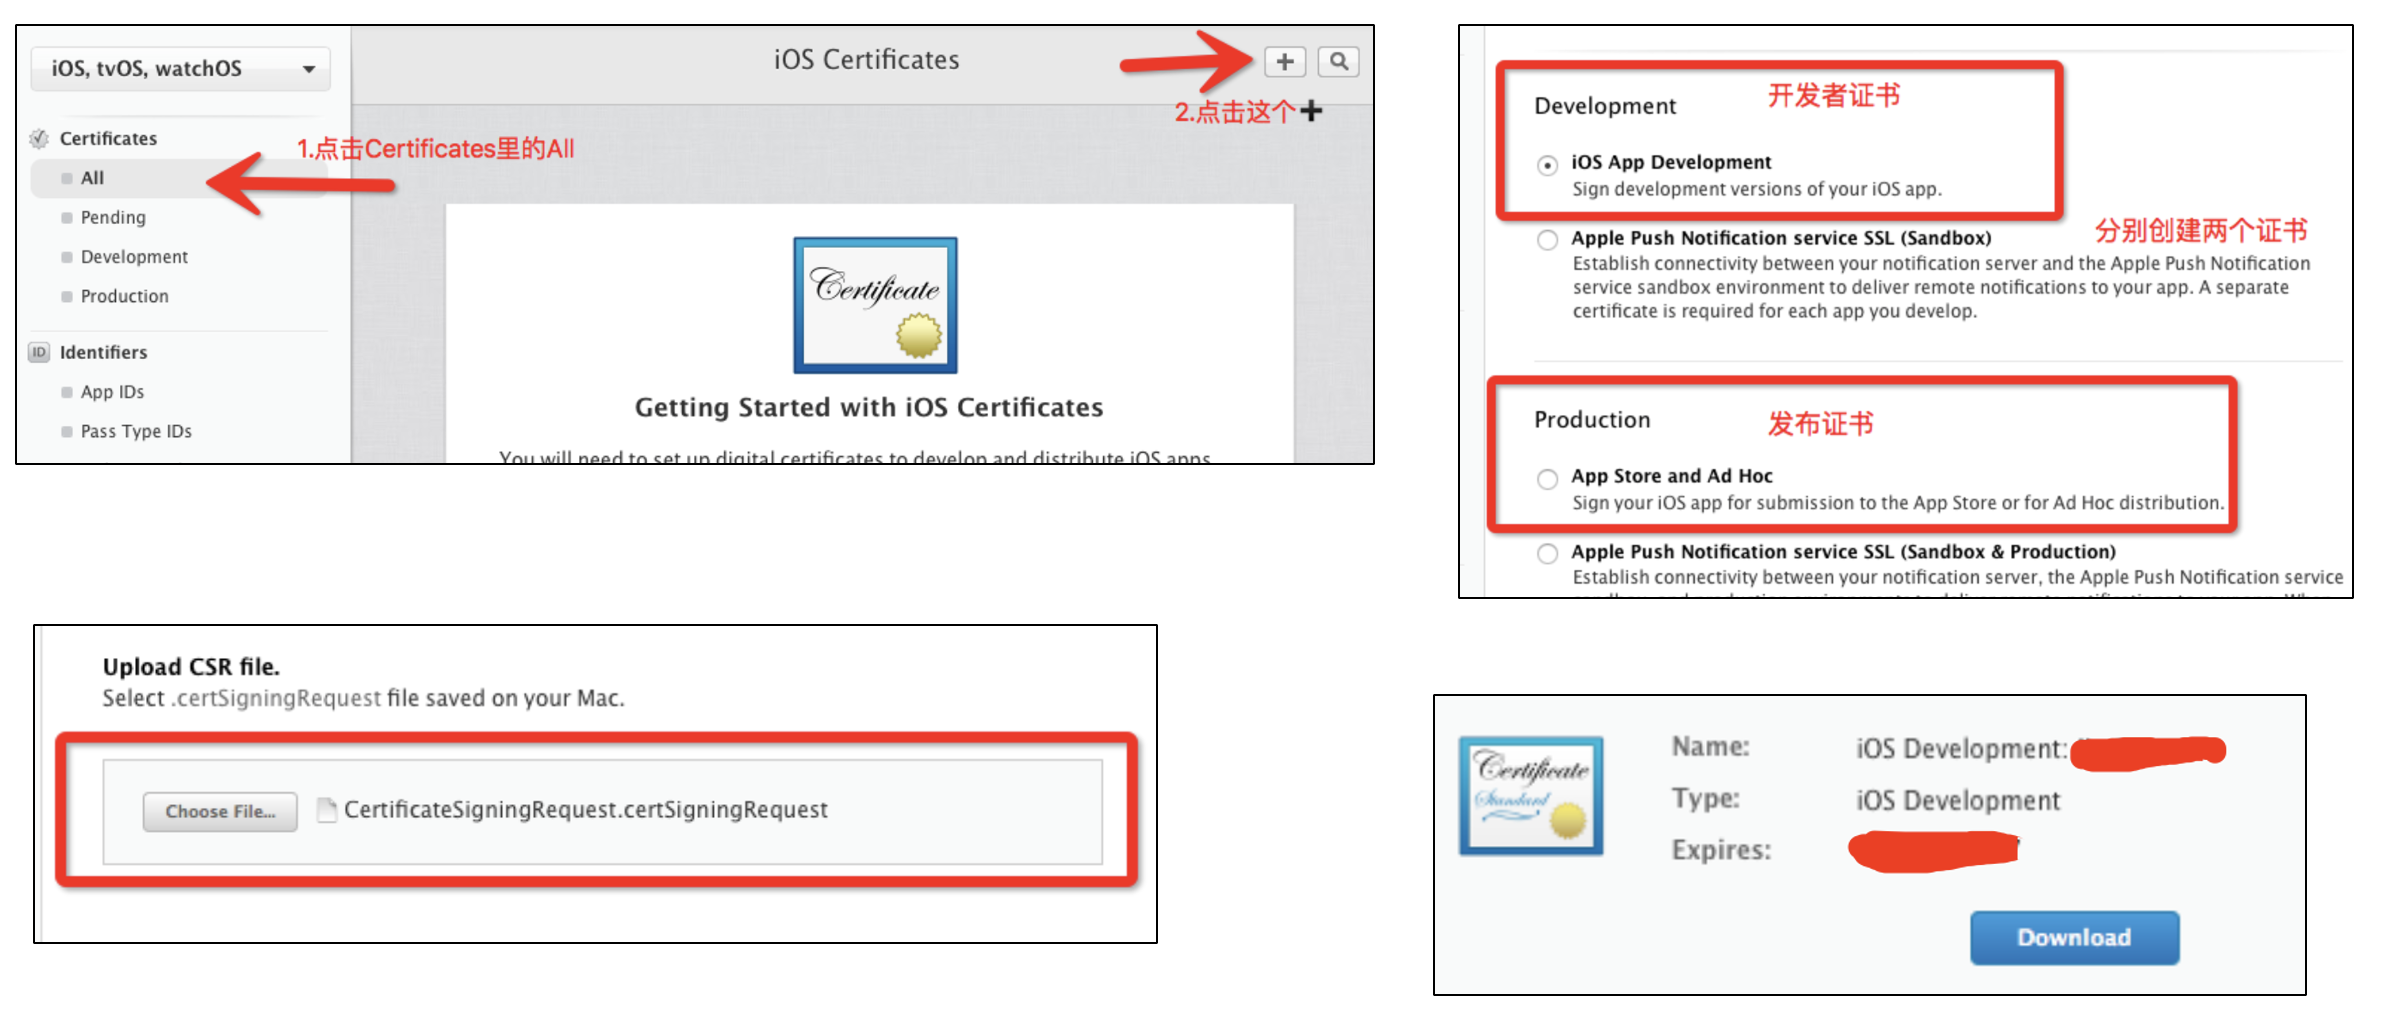 iOS, tvOS, watchOS
iOS Certificates
2.点击这个+
Certificates
1.点击Certificates里的All
All
Pending
Development
Production
ID
Identifiers
App IDs
Pass Type IDs
Certificate
Getting Started with iOS Certificates
You will need to set up digital certificates to develop and distribute iOS apps
Development
开发者证书
iOS App Development
Sign development versions of your iOS app.
分别创建两个证书
Apple Push Notification service SSL (Sandbox)
Establish connectivity between your notification server and the Apple Push Notification
service sandbox environment to deliver remote notifications to your app. A separate
certificate is required for each app you develop.
Production
发布证书
App Store and Ad Hoc
Sign your iOS app for submission to the App Store or for Ad Hoc distribution.
Apple Push Notification service SSL (Sandbox & Production)
Establish connectivity between your notification server, the Apple Push Notification service
Upload CSR file.
Select .certSigningRequest file saved on your Mac.
Choose File...
CertificateSigningRequest.certSigningRequest
Certificate
Standard
Name: iOS Development:
Type: iOS Development
Expires:
Download